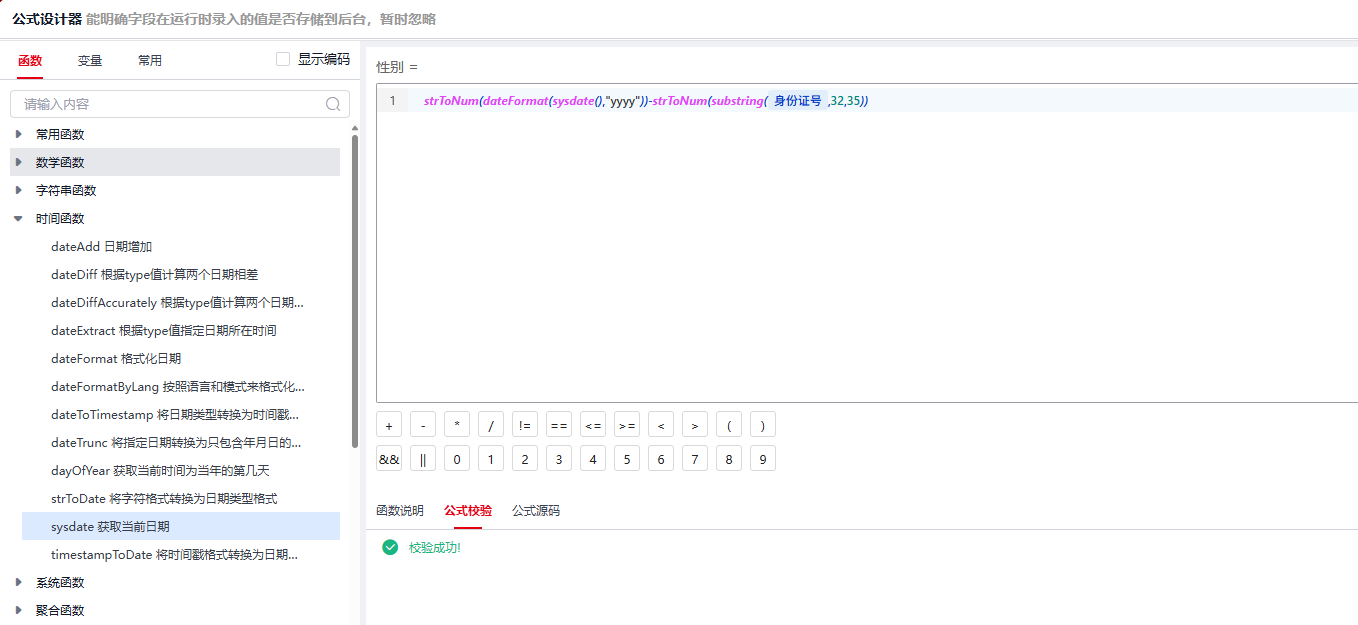 公式设计器 能明确字段在运行时录入的值是否存储到后台，暂时忽略
函数 变量 常用 显示编码
请输入内容
常用函数
数学函数
字符串函数
时间函数
dateAdd 日期增加
dateDiff 根据type值计算两个日期相差
dateDiffAccurately 根据type值计算两个日期...
dateExtract 根据type值指定日期所在时间
dateFormat 格式化日期
dateFormatByLang 按照语言和模式来格式化...
dateToTimestamp 将日期类型转换为时间戳...
dateTrunc 将指定日期转换为只包含年月日的...
dayOfYear 获取当前时间为当年的第几天
strToDate 将字符格式转换为日期类型格式
sysdate 获取当前日期
timestampToDate 将时间戳格式转换为日期...
系统函数
聚合函数
性别 =
1 strToNum(dateFormat(sysdate(),"yyyy"))-strToNum(substring( 身份证号 ,32,35))
+ - * / != == <= >= < > ( )
&& || 0 1 2 3 4 5 6 7 8 9
函数说明 公式校验 公式源码
校验成功!